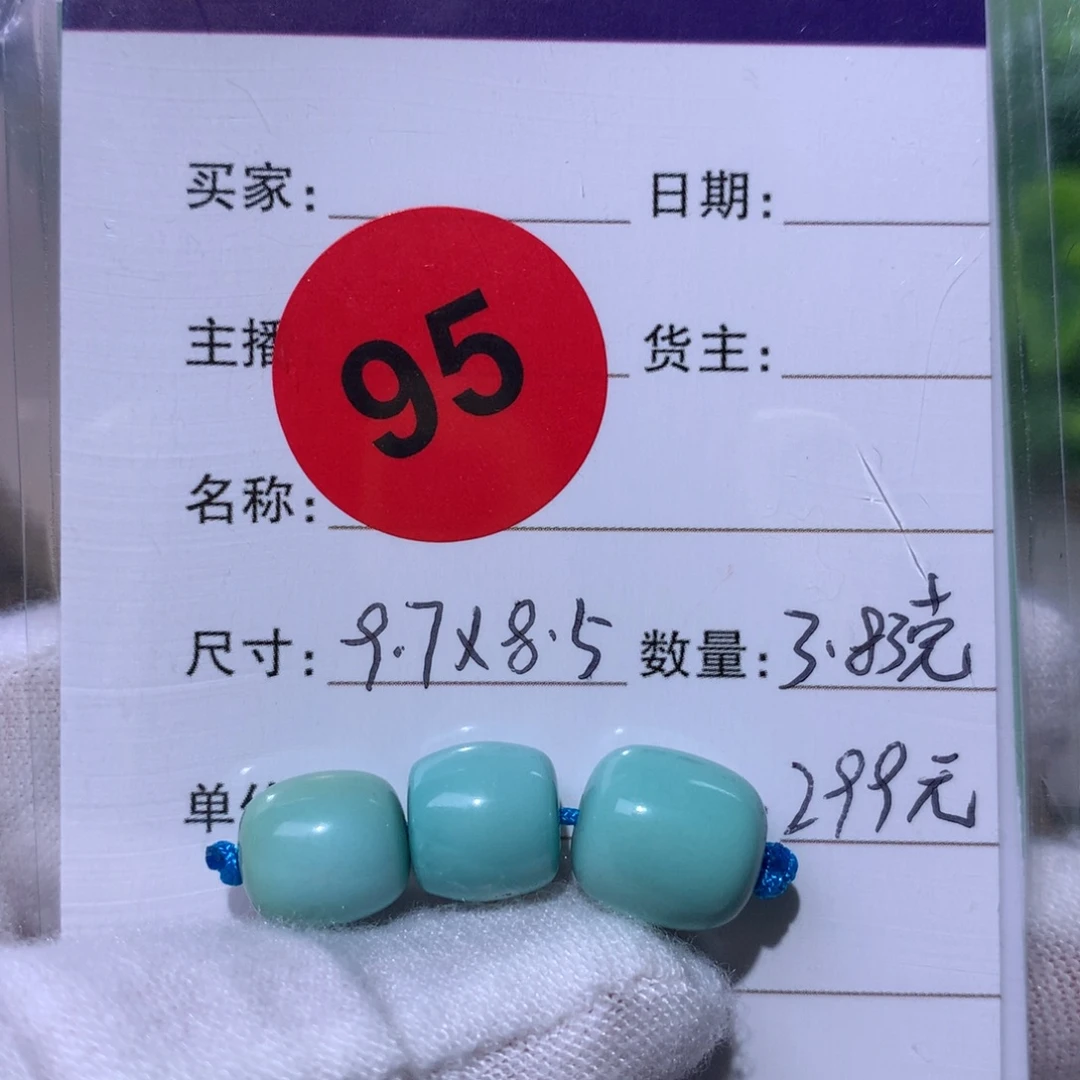 买家： 日期：
主播 货主：
95
名称：
尺寸：9.7X8.5 数量：3.83克
单 299元